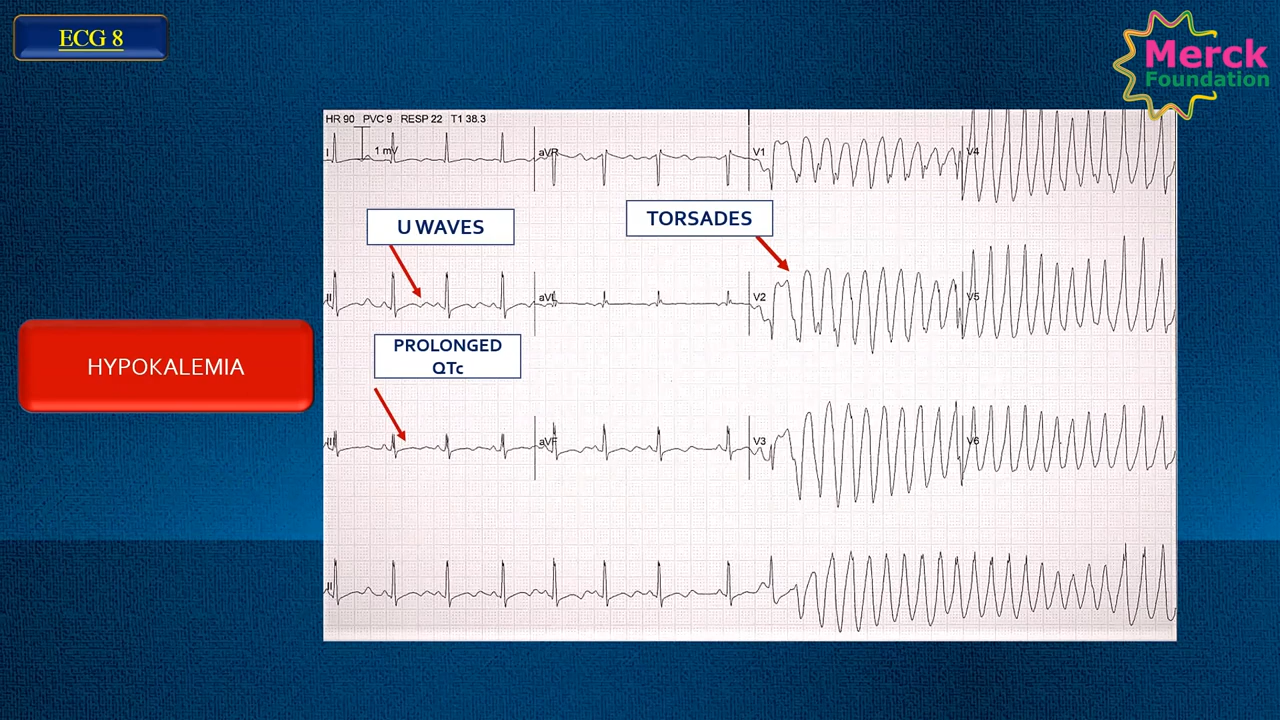 ECG 8
Merck
Foundation
HR 90 PVC 9 RESP 22 T1 38.3
I
1 mV
aVR
V1
V4
U WAVES
TORSADES
II
aVL
V2
V5
PROLONGED
QTc
HYPOKALEMIA
III
aVF
V3
V6
II